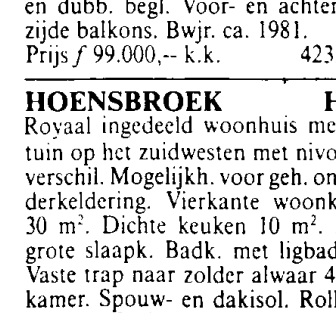 en dubb. begl. Voor- en achter
zijde balkons. Bwjr. ca. 1981.
Prijs ƒ 99.000,-- k.k. 423
HOENSBROEK H
Royaal ingedeeld woonhuis me
tuin op het zuidwesten met nivo
verschil. Mogelijkh. voor geh. on
derkeldering. Vierkante woonk
30 m². Dichte keuken 10 m².
grote slaapk. Badk. met ligbad
Vaste trap naar zolder alwaar 4
kamer. Spouw- en dakisol. Roll